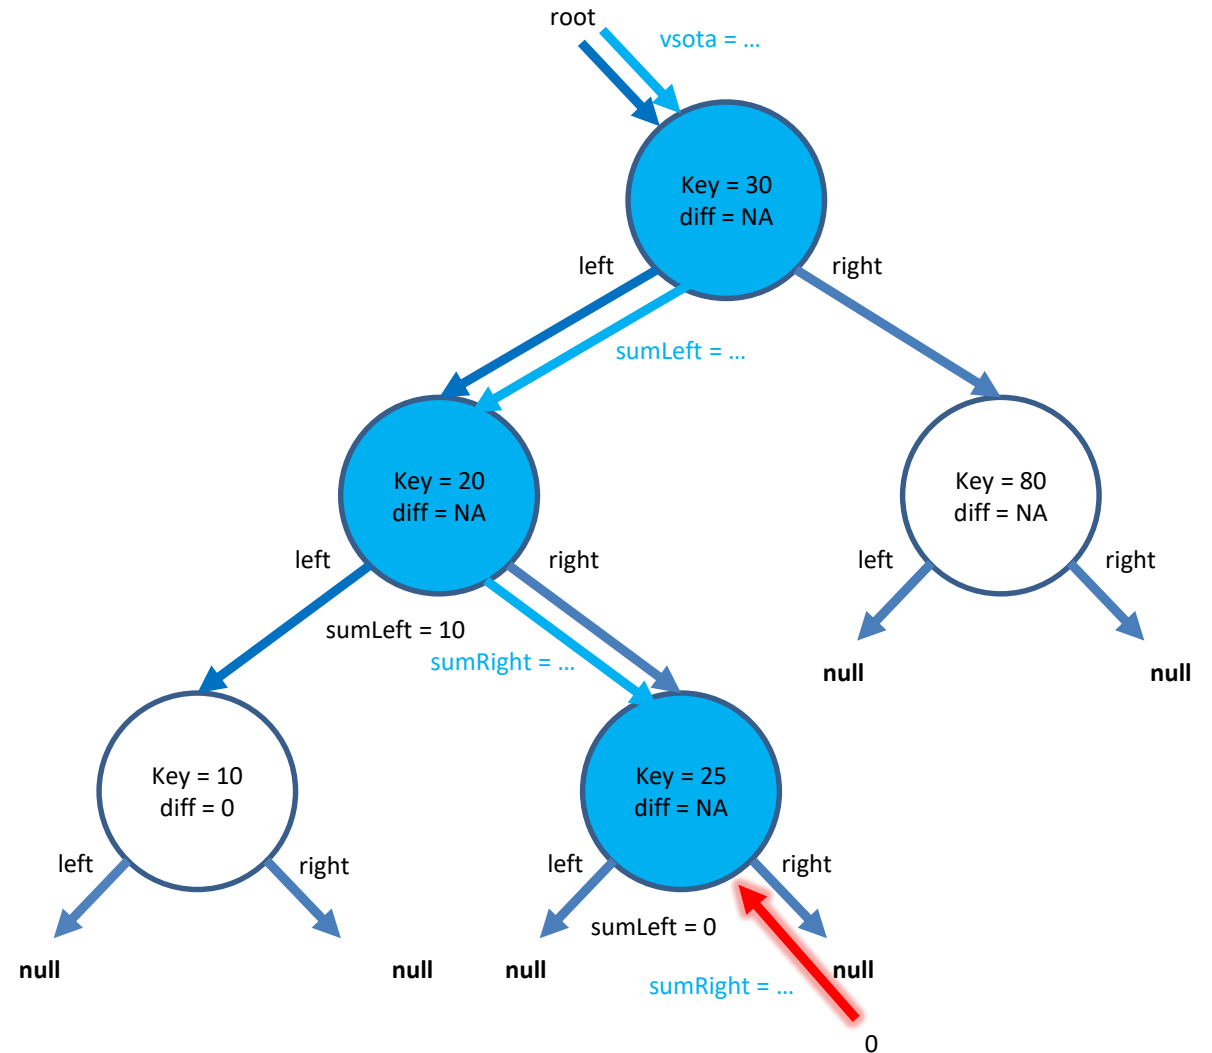 root
vsota = ...
Key = 30
diff = NA
left
right
sumLeft = ...
Key = 20
diff = NA
Key = 80
diff = NA
left
right
left
right
sumLeft = 10
sumRight = ...
null
null
Key = 10
diff = 0
Key = 25
diff = NA
left
right
left
right
sumLeft = 0
null
null
null
null
sumRight = ...
0